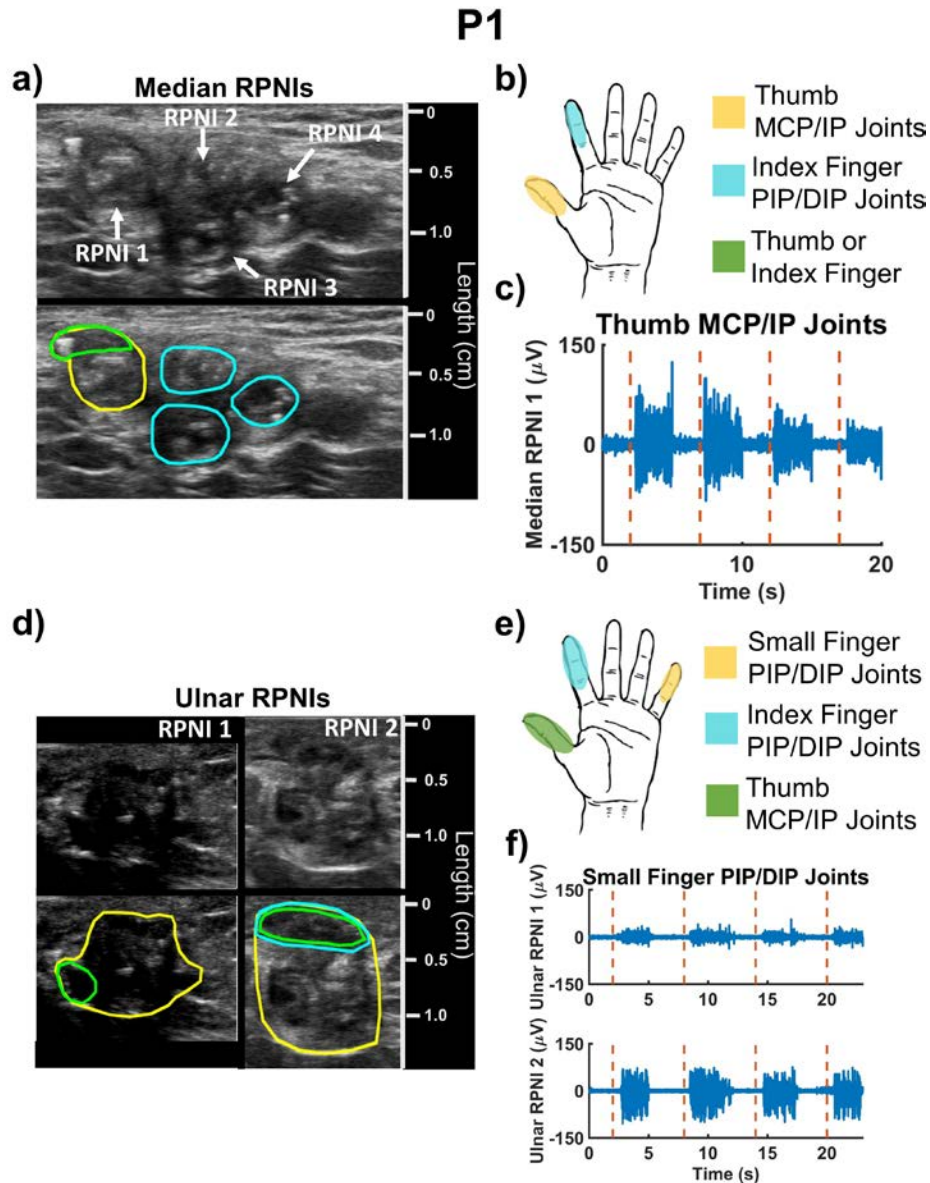 P1
a)
Median RPNIs
RPNI 2
RPNI 4
RPNI 1
RPNI 3
0
0.5
1.0
0
0.5
1.0
Length (cm)
b)
Thumb
MCP/IP Joints
Index Finger
PIP/DIP Joints
Thumb or
Index Finger
c)
Thumb MCP/IP Joints
Median RPNI 1 (μV)
150
0
-150
0
10
20
Time (s)
d)
Ulnar RPNIs
RPNI 1
RPNI 2
0
0.5
1.0
0
0.5
1.0
Length (cm)
e)
Small Finger
PIP/DIP Joints
Index Finger
PIP/DIP Joints
Thumb
MCP/IP Joints
f)
Small Finger PIP/DIP Joints
Ulnar RPNI 1 (μV)
150
0
-150
0
5
10
15
20
Ulnar RPNI 2 (μV)
150
0
-150
0
5
10
15
20
Time (s)